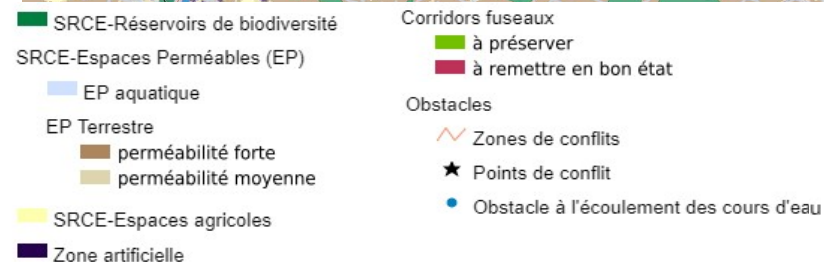 SRCE-Réservoirs de biodiversité
SRCE-Espaces Perméables (EP)
EP aquatique
EP Terrestre
perméabilité forte
perméabilité moyenne
SRCE-Espaces agricoles
Zone artificielle
Corridors fuseaux
à préserver
à remettre en bon état
Obstacles
Zones de conflits
Points de conflit
Obstacle à l'écoulement des cours d'eau